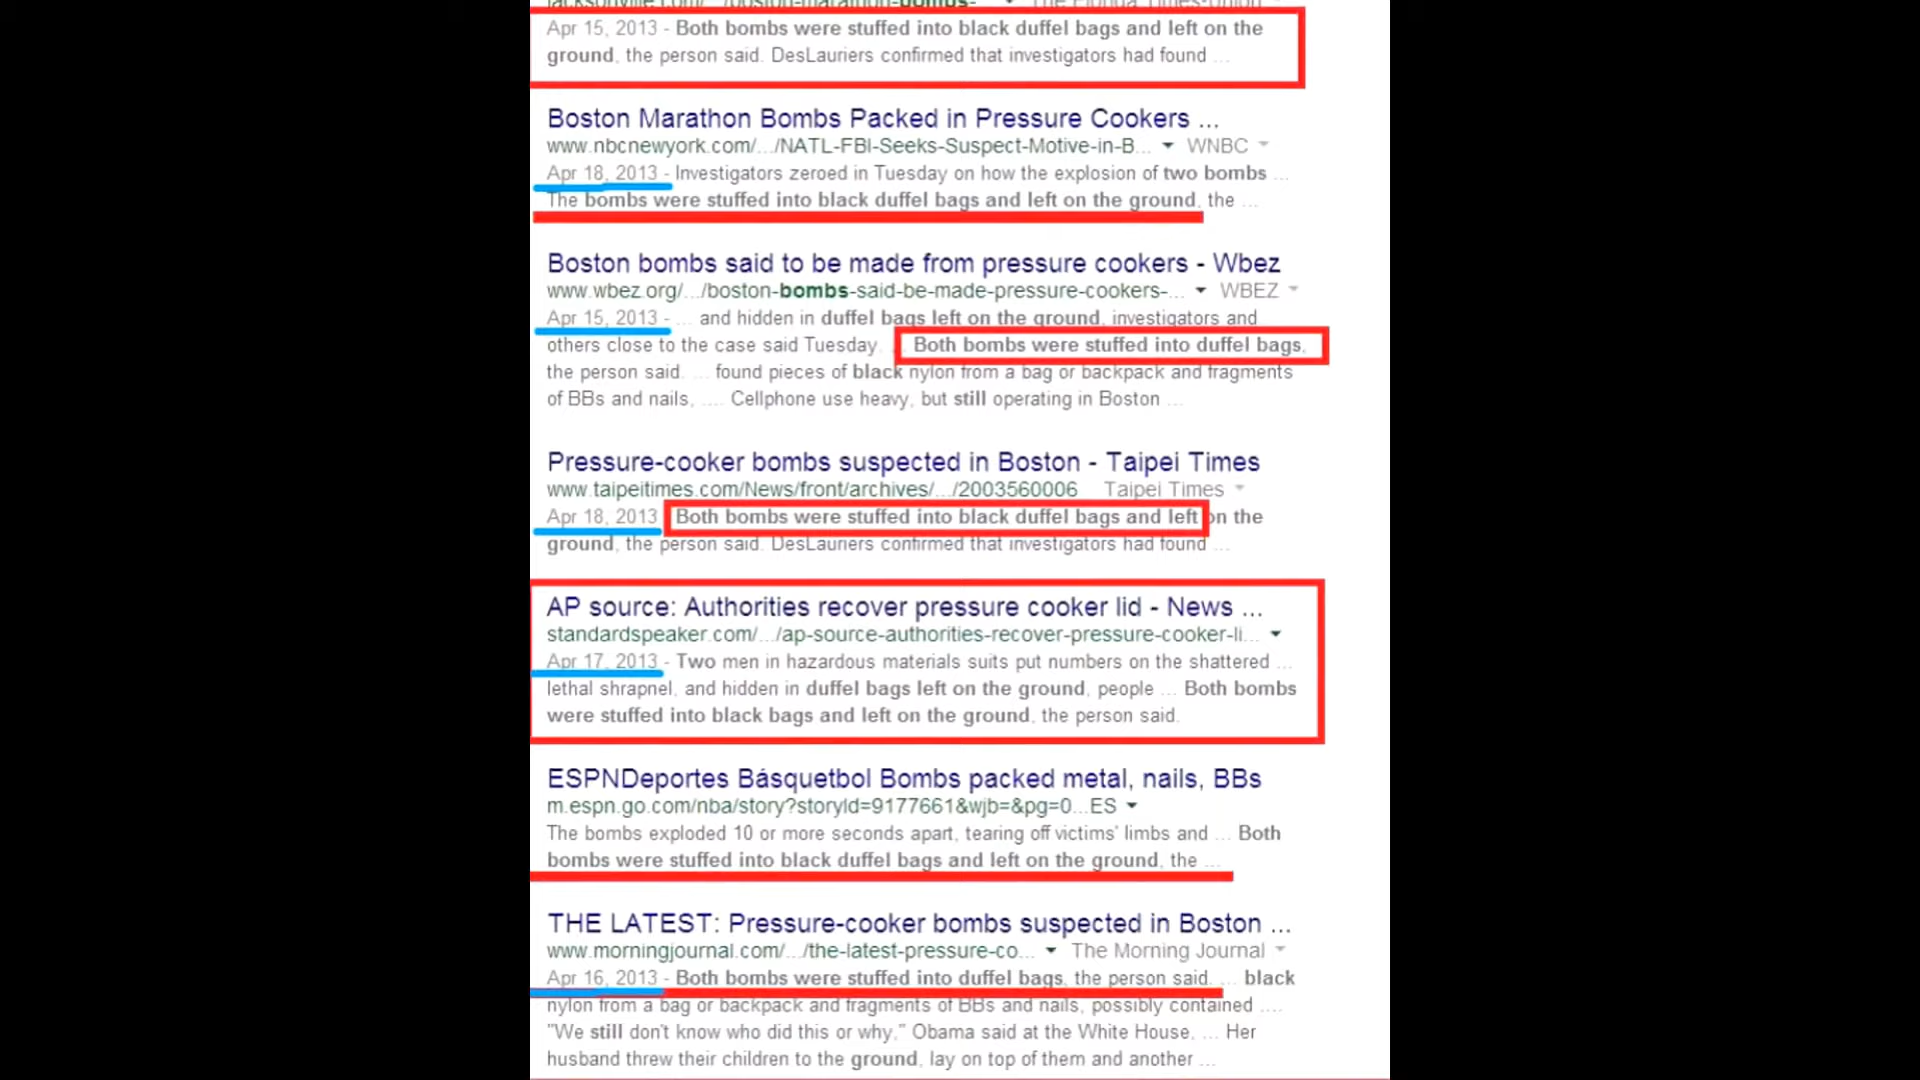 jacksonville.com/.../boston-marathon-bombs- The Florida Times-Union
Apr 15, 2013 - Both bombs were stuffed into black duffel bags and left on the
ground, the person said. DesLauriers confirmed that investigators had found ...
Boston Marathon Bombs Packed in Pressure Cookers ...
www.nbcnewyork.com/.../NATL-FBI-Seeks-Suspect-Motive-in-B... WNBC
Apr 18, 2013 - Investigators zeroed in Tuesday on how the explosion of two bombs ...
The bombs were stuffed into black duffel bags and left on the ground, the ...
Boston bombs said to be made from pressure cookers - Wbez
www.wbez.org/.../boston-bombs-said-be-made-pressure-cookers-... WBEZ
Apr 15, 2013 - ... and hidden in duffel bags left on the ground, investigators and
others close to the case said Tuesday. ... Both bombs were stuffed into duffel bags,
the person said. ... found pieces of black nylon from a bag or backpack and fragments
of BBs and nails, .... Cellphone use heavy, but still operating in Boston ...
Pressure-cooker bombs suspected in Boston - Taipei Times
www.taipeitimes.com/News/front/archives/.../2003560006 Taipei Times
Apr 18, 2013 Both bombs were stuffed into black duffel bags and left on the
ground, the person said. DesLauriers confirmed that investigators had found ...
AP source: Authorities recover pressure cooker lid - News ...
standardspeaker.com/.../ap-source-authorities-recover-pressure-cooker-li...
Apr 17, 2013 - Two men in hazardous materials suits put numbers on the shattered ...
lethal shrapnel, and hidden in duffel bags left on the ground, people ... Both bombs
were stuffed into black bags and left on the ground, the person said.
ESPNDeportes Básquetbol Bombs packed metal, nails, BBs
m.espn.go.com/nba/story?storyId=9177661&wjb=&pg=0...ES
The bombs exploded 10 or more seconds apart, tearing off victims' limbs and ... Both
bombs were stuffed into black duffel bags and left on the ground, the ...
THE LATEST: Pressure-cooker bombs suspected in Boston ...
www.morningjournal.com/.../the-latest-pressure-co... The Morning Journal
Apr 16, 2013 - Both bombs were stuffed into duffel bags, the person said. ... black
nylon from a bag or backpack and fragments of BBs and nails, possibly contained ....
"We still don't know who did this or why," Obama said at the White House, ... Her
husband threw their children to the ground, lay on top of them and another ...